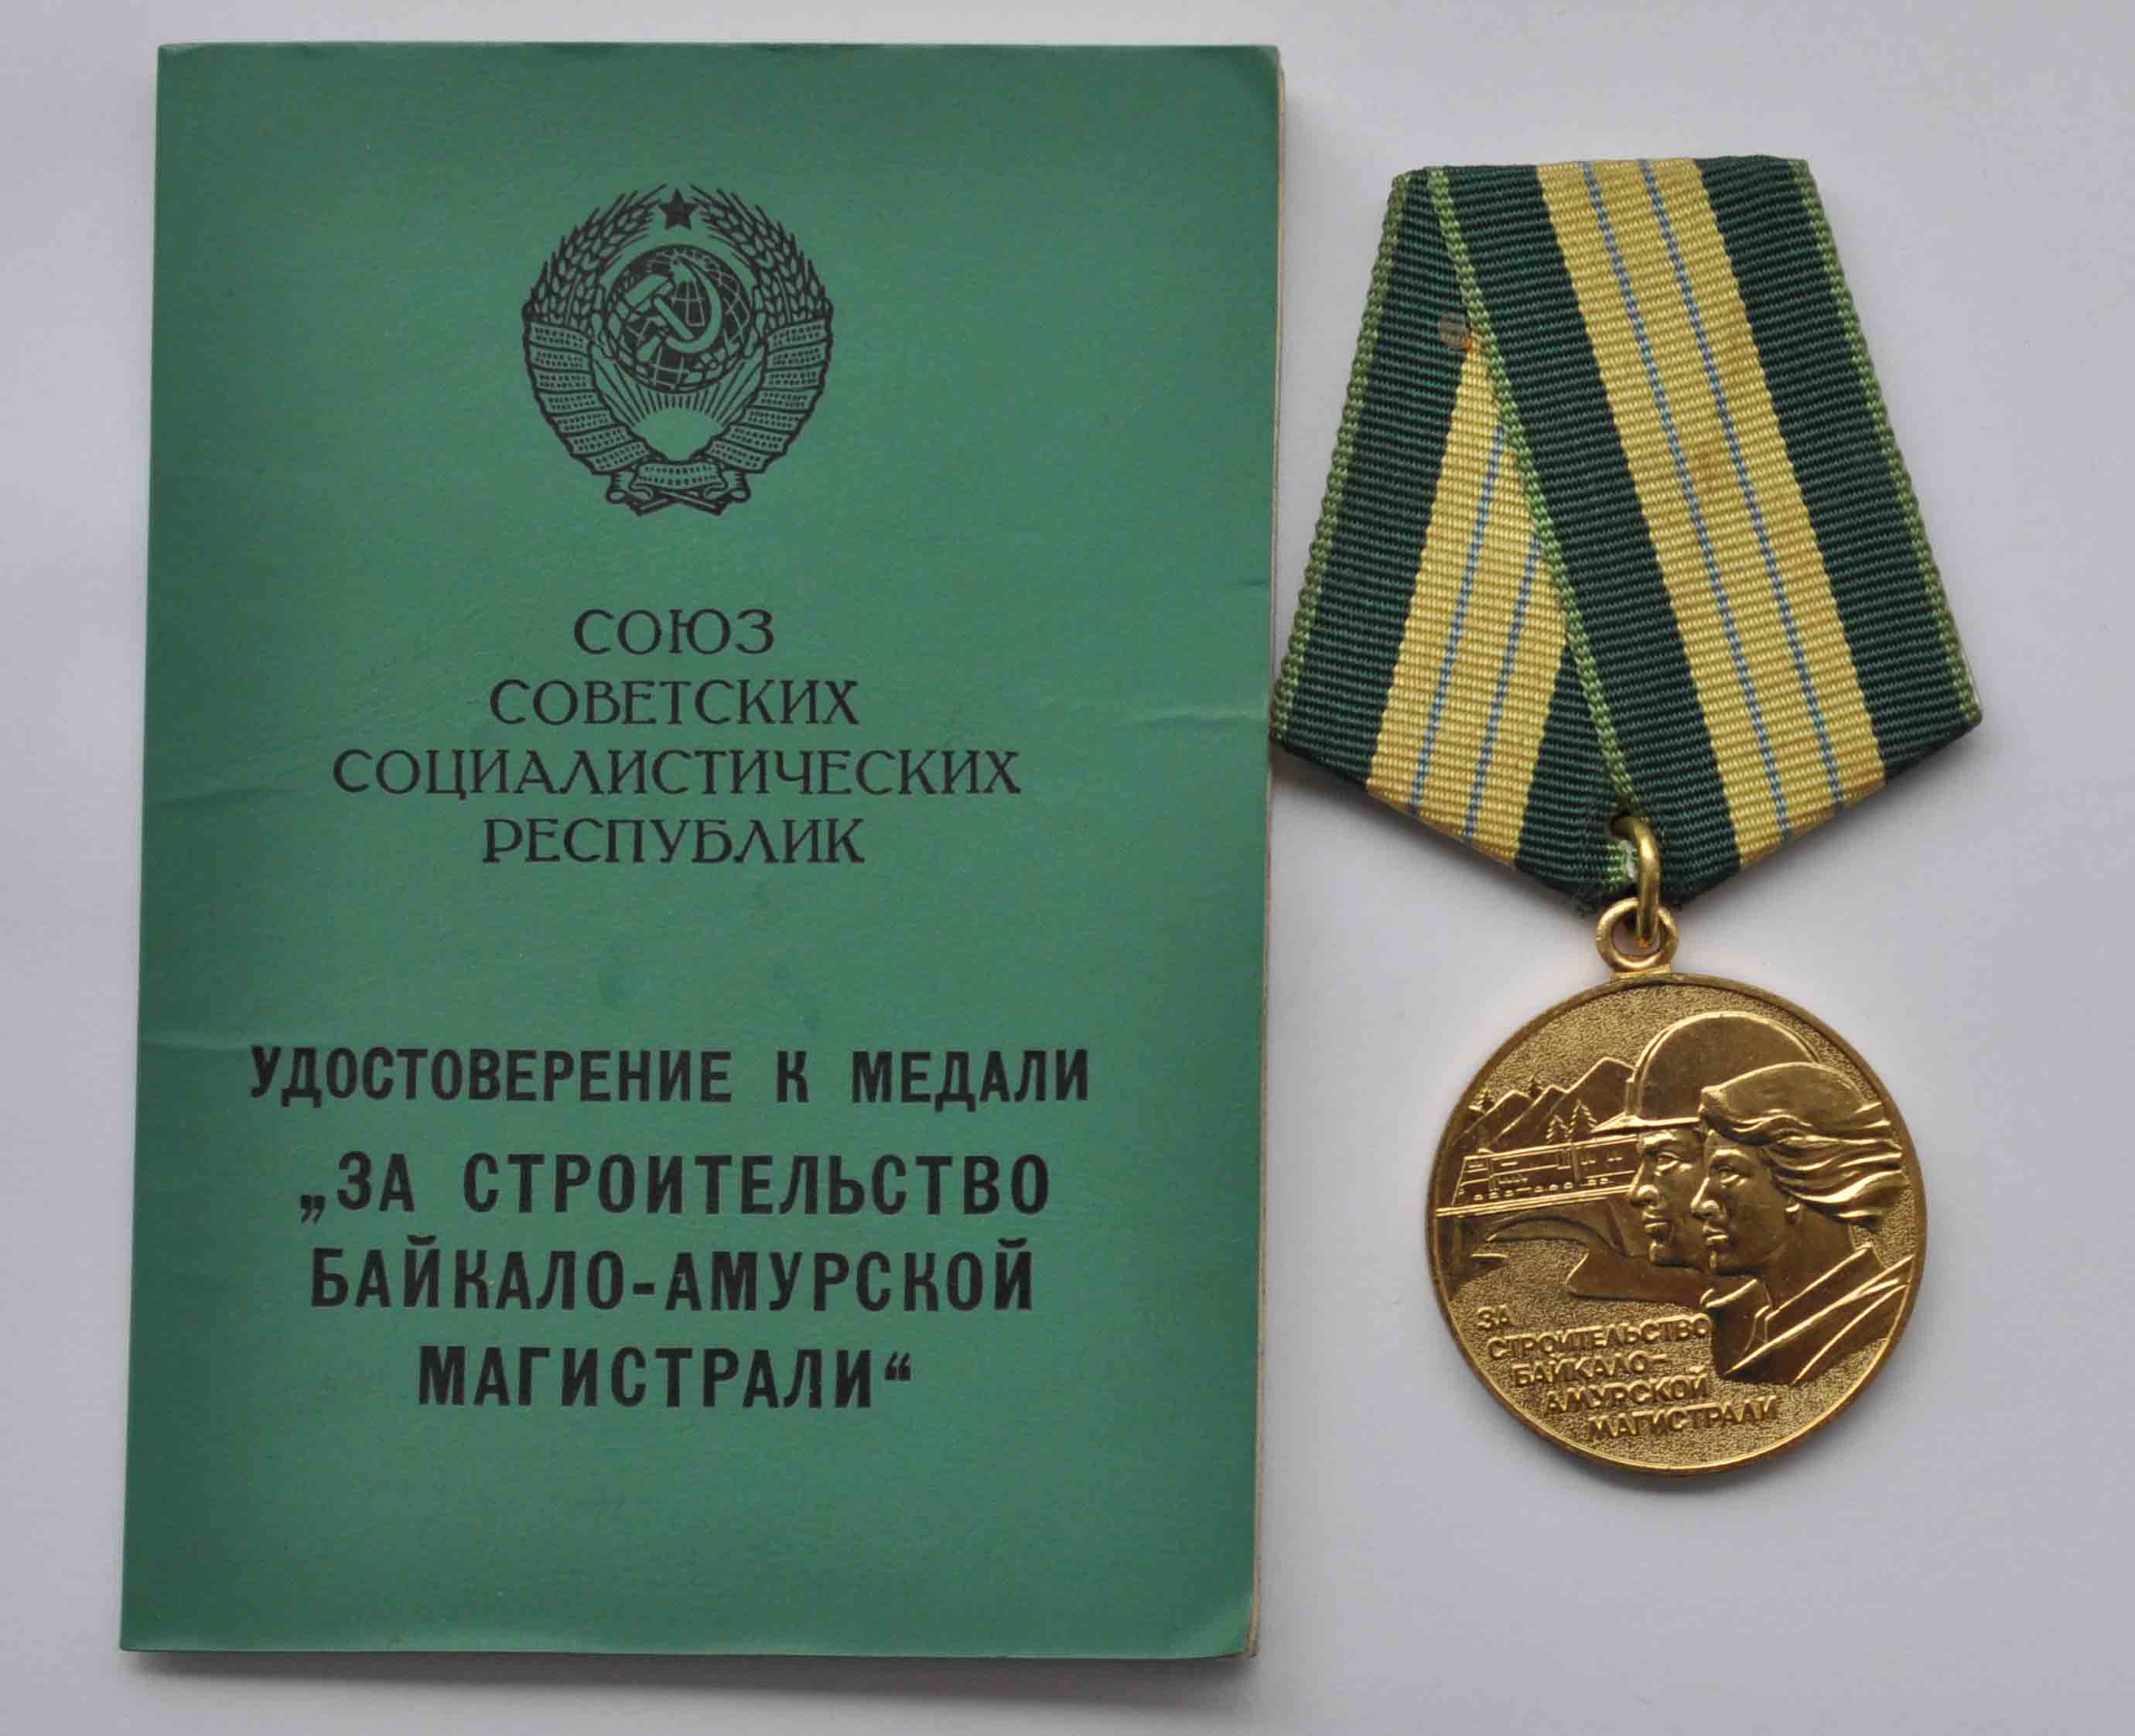 СОЮЗ
СОВЕТСКИХ
СОЦИАЛИСТИЧЕСКИХ
РЕСПУБЛИК
УДОСТОВЕРЕНИЕ К МЕДАЛИ
„ЗА СТРОИТЕЛЬСТВО
БАЙКАЛО-АМУРСКОЙ
МАГИСТРАЛИ“
ЗА
СТРОИТЕЛЬСТВО
БАЙКАЛО-
АМУРСКОЙ
МАГИСТРАЛИ